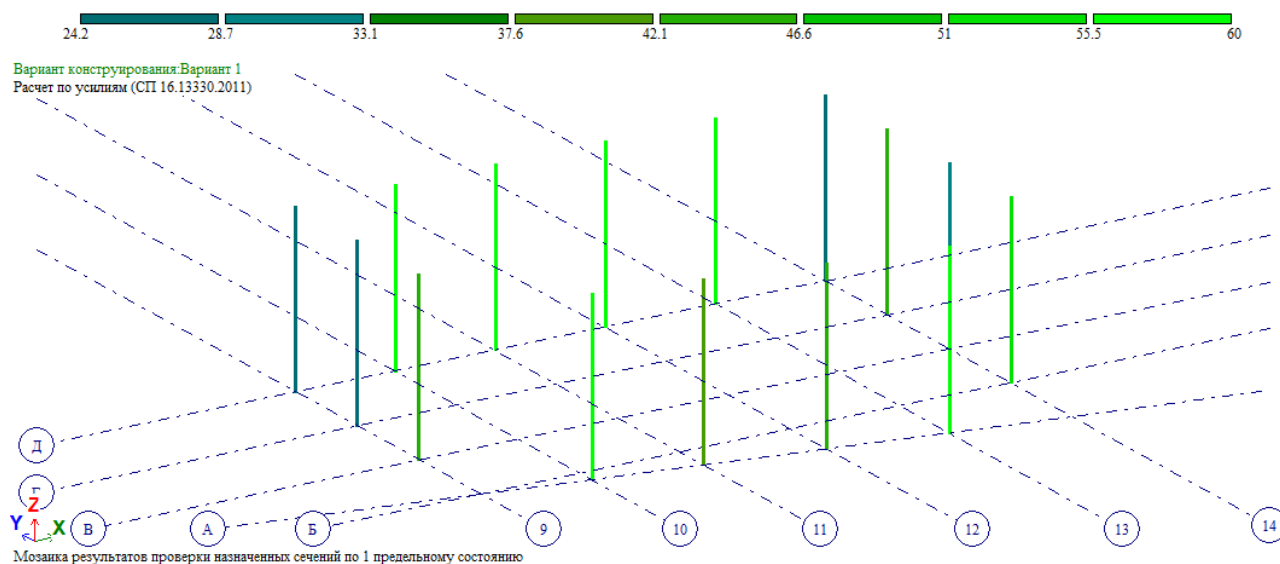 24.2 28.7 33.1 37.6 42.1 46.6 51 55.5 60
Вариант конструирования:Вариант 1
Расчет по усилиям (СП 16.13330.2011)
Д
Z
Y X
В А Б 9 10 11 12 13 14
Мозаика результатов проверки назначенных сечений по 1 предельному состоянию